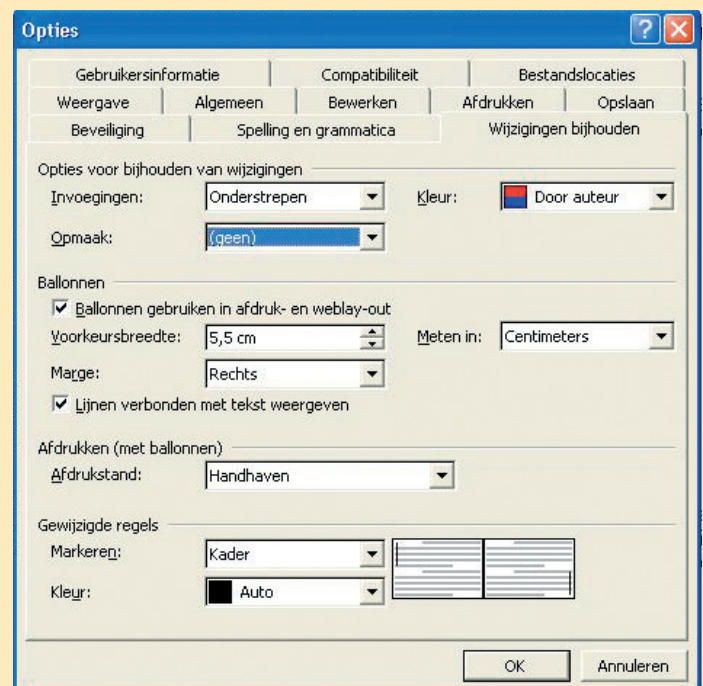 Opties
Gebruikersinformatie Compatibiliteit Bestandslocaties
Weergave Algemeen Bewerken Afdrukken Opslaan
Beveiliging Spelling en grammatica Wijzigingen bijhouden
Opties voor bijhouden van wijzigingen
Invoegingen: Onderstrepen Kleur: Door auteur
Opmaak: (geen)
Ballonnen
Ballonnen gebruiken in afdruk- en weblay-out
Voorkeursbreedte: 5,5 cm Meten in: Centimeters
Marge: Rechts
Lijnen verbonden met tekst weergeven
Afdrukken (met ballonnen)
Afdrukstand: Handhaven
Gewijzigde regels
Markeren: Kader
Kleur: Auto
OK Annuleren